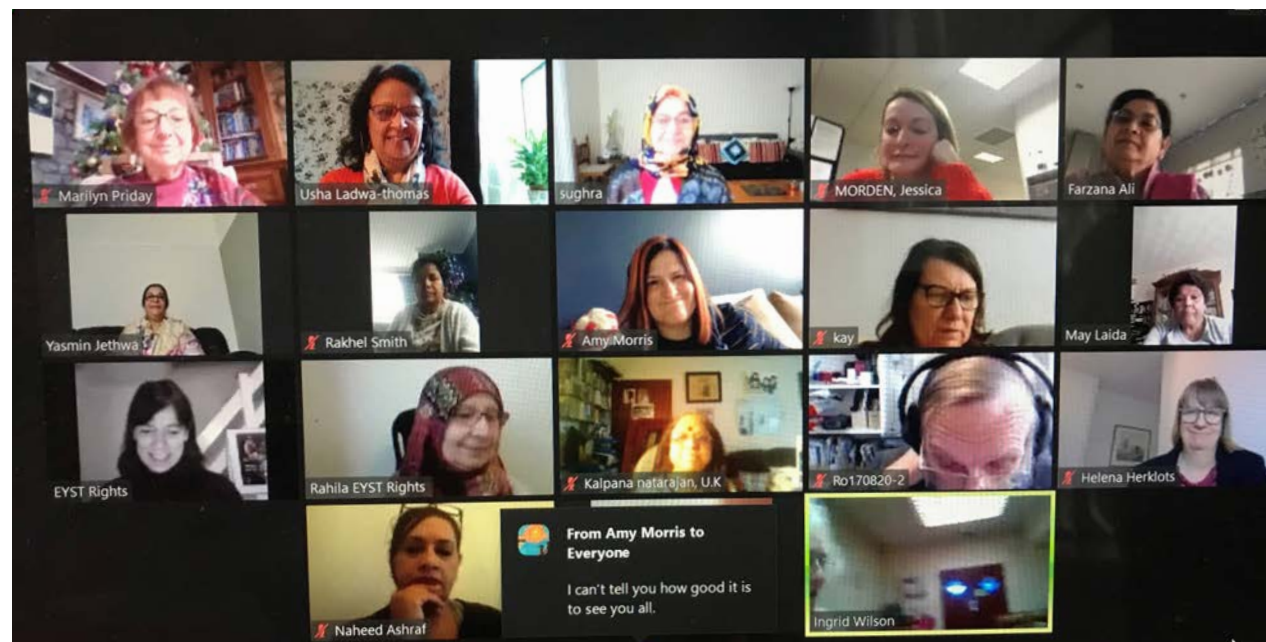 Marilyn Priday
Usha Ladwa-thomas
sughra
MORDEN, Jessica
Farzana Ali
Yasmin Jethwa
Rakhel Smith
Amy Morris
kay
May Laida
EYST Rights
Rahila EYST Rights
Kalpana natarajan, U.K
Ro170820-2
Helena Herklots
Naheed Ashraf
From Amy Morris to
Everyone
I can't tell you how good it is
to see you all.
Ingrid Wilson